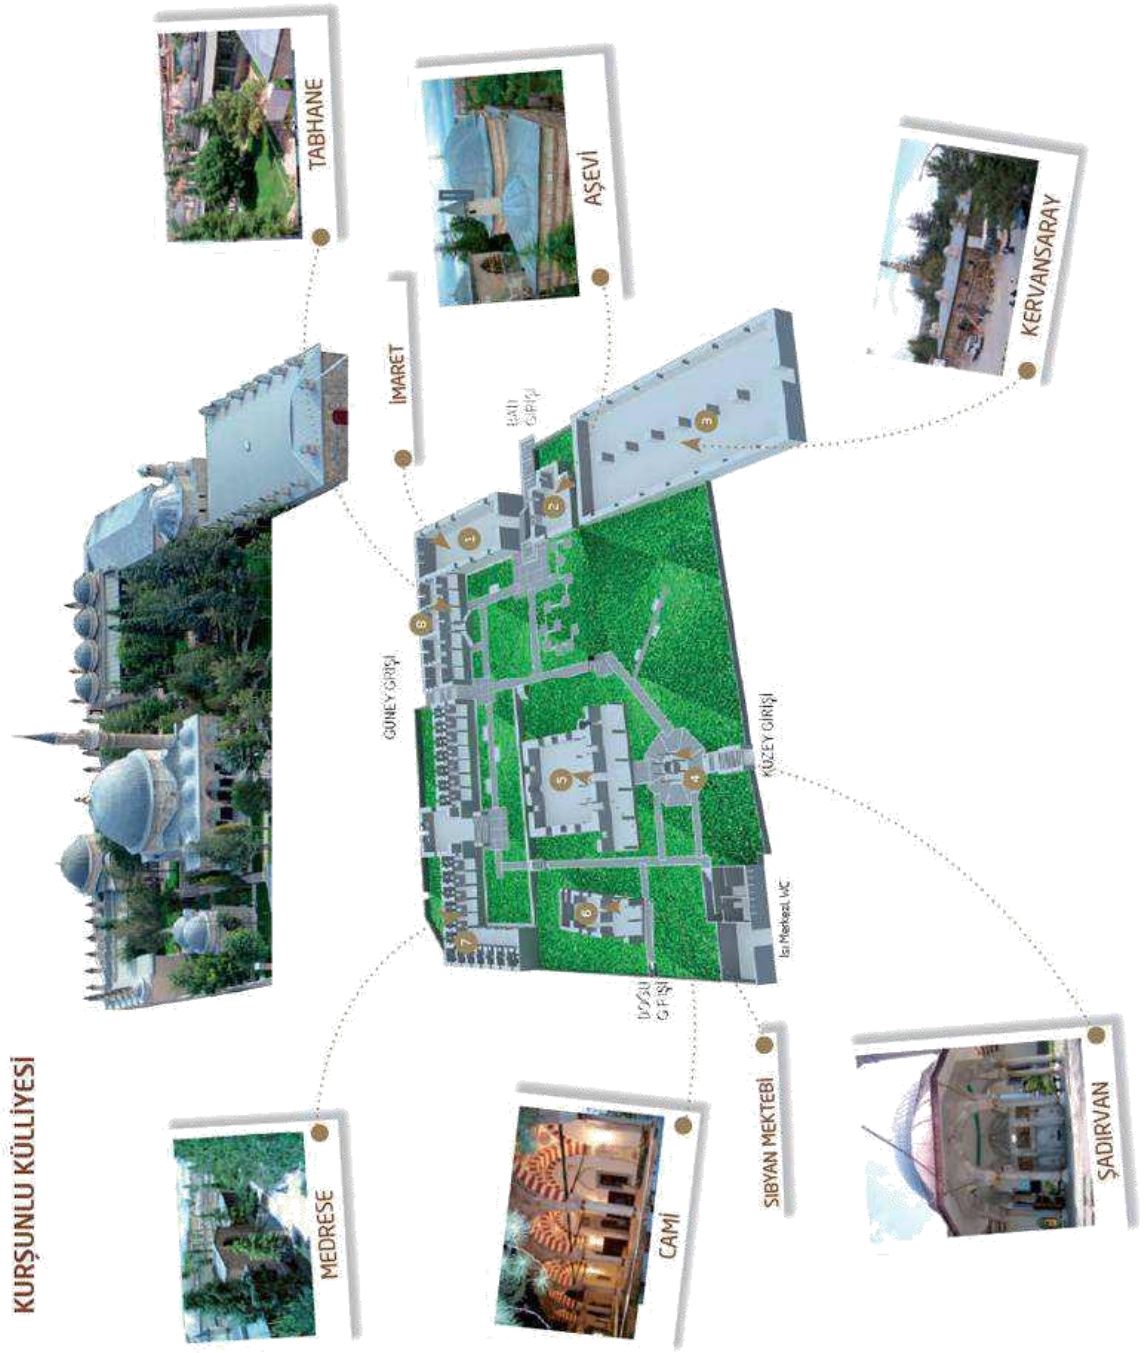 KURŞUNLU KÜLLİYESİ
MEDRESE
CAMİ
SIBYAN MEKTEBİ
ŞADIRVAN
TABHANE
İMARET
AŞEVİ
KERVANSARAY
GÜNEY GİRİŞİ
BATI
GİRİŞİ
DOĞU
GİRİŞİ
KUZEY GİRİŞİ
Isı Merkezi, WC
1
2
3
4
5
6
7
8